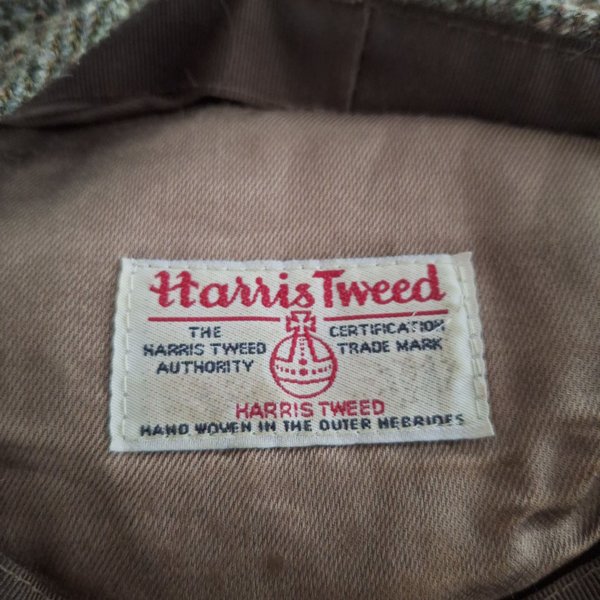 Harris Tweed
THE CERTIFICATION
HARRIS TWEED TRADE MARK
AUTHORITY
HARRIS TWEED
HAND WOVEN IN THE OUTER HEBRIDES